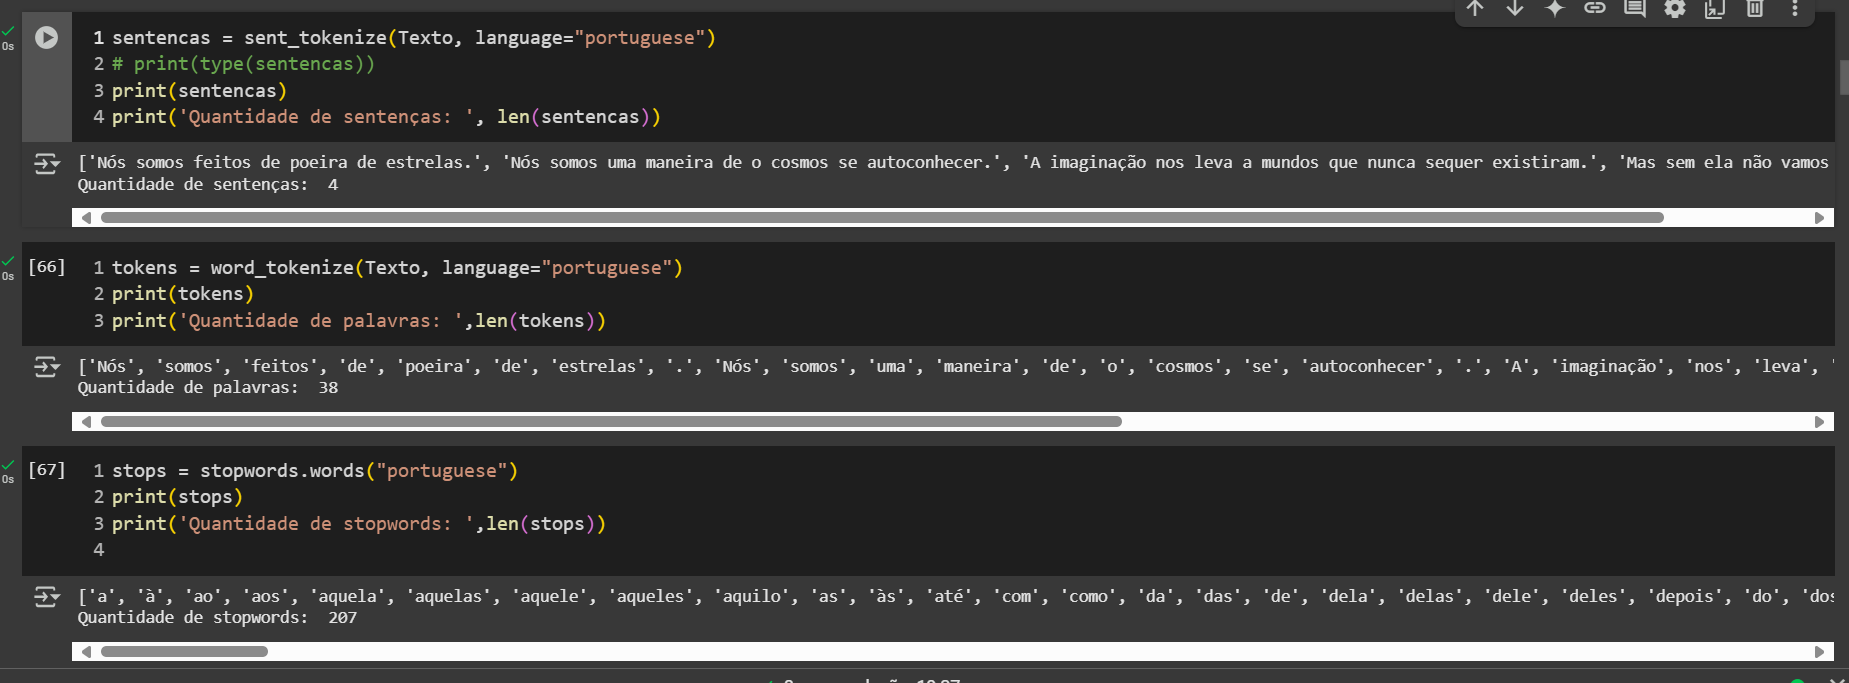 0s
1 sentencas = sent_tokenize(Texto, language="portuguese")
2 # print(type(sentencas))
3 print(sentencas)
4 print('Quantidade de sentenças: ', len(sentencas))
['Nós somos feitos de poeira de estrelas.', 'Nós somos uma maneira de o cosmos se autoconhecer.', 'A imaginação nos leva a mundos que nunca sequer existiram.', 'Mas sem ela não vamos
Quantidade de sentenças:  4
0s
[66]
1 tokens = word_tokenize(Texto, language="portuguese")
2 print(tokens)
3 print('Quantidade de palavras: ',len(tokens))
['Nós', 'somos', 'feitos', 'de', 'poeira', 'de', 'estrelas', '.', 'Nós', 'somos', 'uma', 'maneira', 'de', 'o', 'cosmos', 'se', 'autoconhecer', '.', 'A', 'imaginação', 'nos', 'leva', '
Quantidade de palavras:  38
0s
[67]
1 stops = stopwords.words("portuguese")
2 print(stops)
3 print('Quantidade de stopwords: ',len(stops))
4
['a', 'à', 'ao', 'aos', 'aquela', 'aquelas', 'aquele', 'aqueles', 'aquilo', 'as', 'às', 'até', 'com', 'como', 'da', 'das', 'de', 'dela', 'delas', 'dele', 'deles', 'depois', 'do', 'dos
Quantidade de stopwords:  207